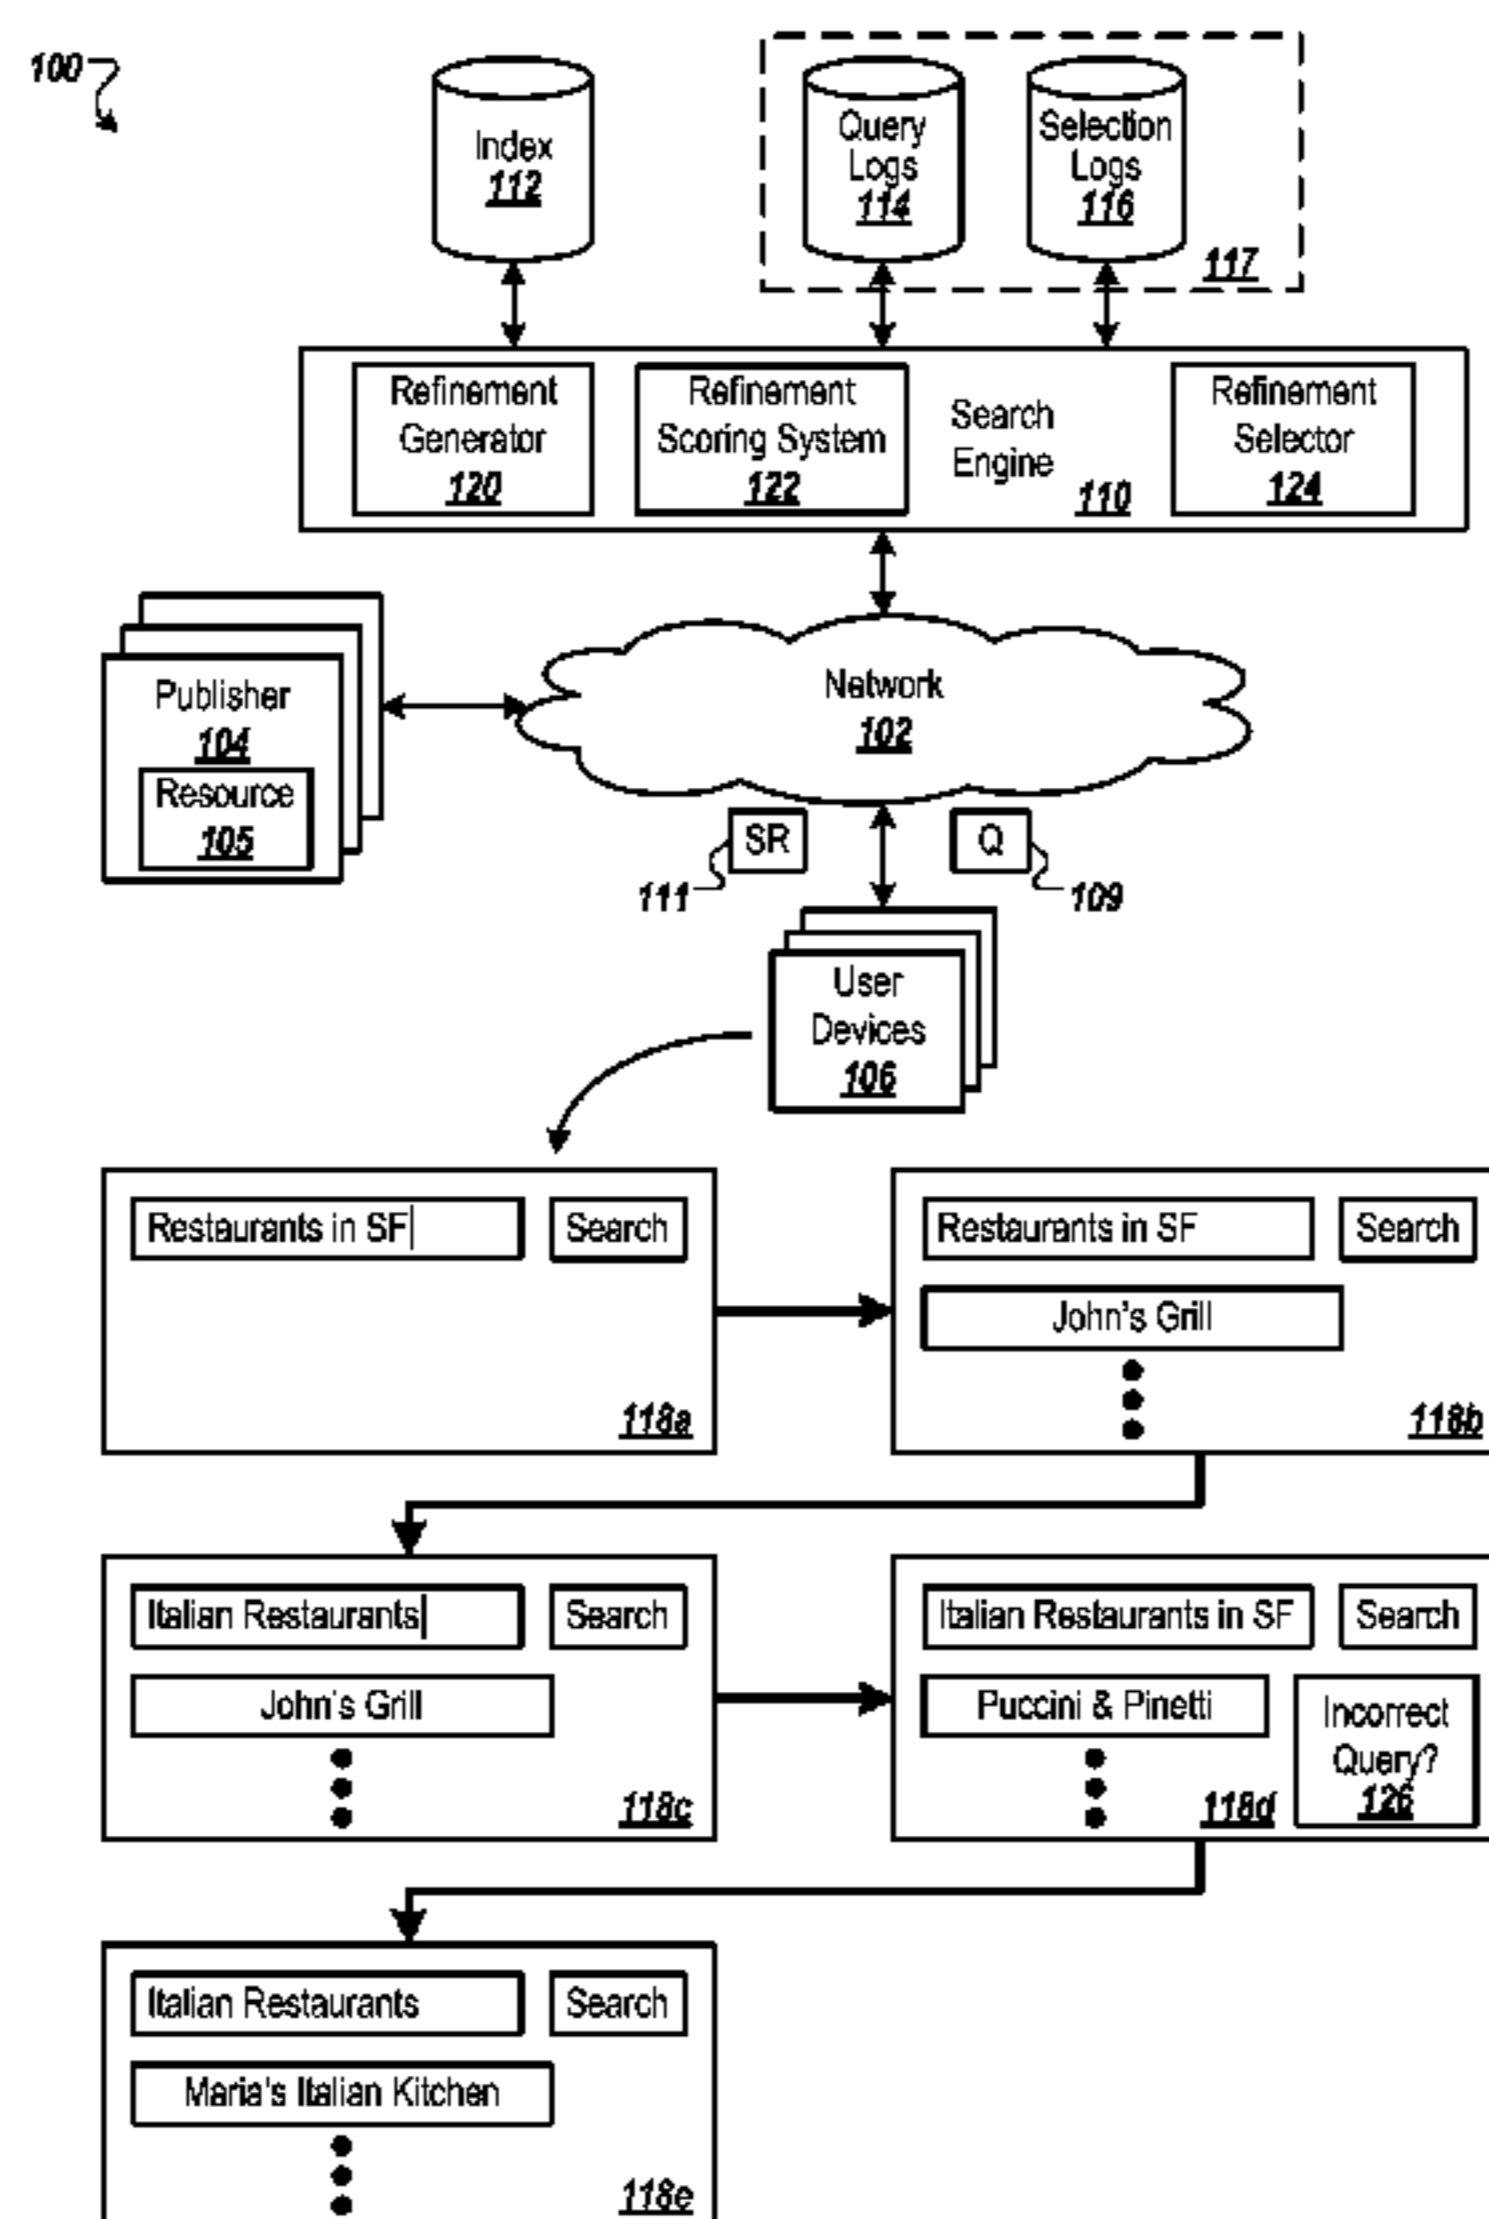 100
Index
112
Query
Logs
114
Selection
Logs
116
117
Refinement
Generator
120
Refinement
Scoring System
122
Search
Engine
110
Refinement
Selector
124
Publisher
104
Resource
105
Network
102
SR
111
Q
109
User
Devices
106
Restaurants in SF
Search
118a
Restaurants in SF
Search
John's Grill
118b
Italian Restaurants
Search
John's Grill
118c
Italian Restaurants in SF
Search
Puccini & Pinetti
Incorrect
Query?
126
118d
Italian Restaurants
Search
Maria's Italian Kitchen
118e